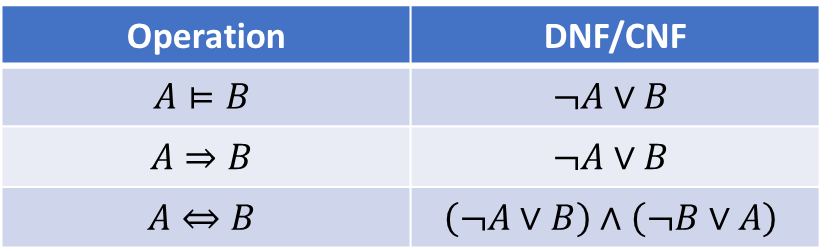 Operation DNF/CNF
A ⊨ B ¬A ∨ B
A ⇒ B ¬A ∨ B
A ⇔ B (¬A ∨ B) ∧ (¬B ∨ A)